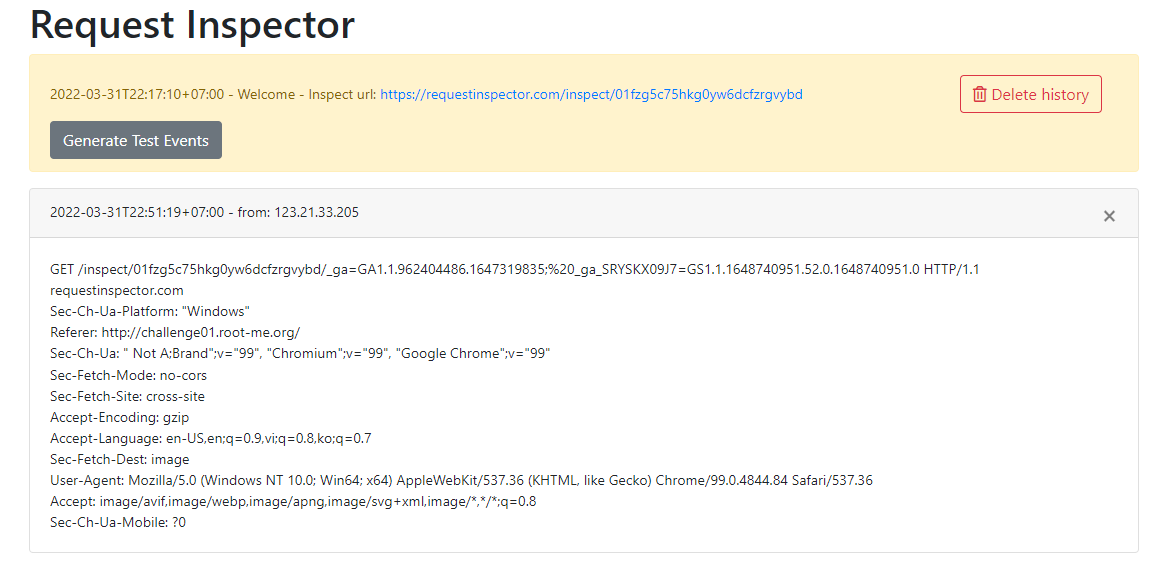 Request Inspector
2022-03-31T22:17:10+07:00 - Welcome - Inspect url: https://requestinspector.com/inspect/01fzg5c75hkg0yw6dcfzrgvybd
Delete history
Generate Test Events
2022-03-31T22:51:19+07:00 - from: 123.21.33.205
×
GET /inspect/01fzg5c75hkg0yw6dcfzrgvybd/_ga=GA1.1.962404486.1647319835;%20_ga_SRYSKX09J7=GS1.1.1648740951.52.0.1648740951.0 HTTP/1.1
requestinspector.com
Sec-Ch-Ua-Platform: "Windows"
Referer: http://challenge01.root-me.org/
Sec-Ch-Ua: " Not A;Brand";v="99", "Chromium";v="99", "Google Chrome";v="99"
Sec-Fetch-Mode: no-cors
Sec-Fetch-Site: cross-site
Accept-Encoding: gzip
Accept-Language: en-US,en;q=0.9,vi;q=0.8,ko;q=0.7
Sec-Fetch-Dest: image
User-Agent: Mozilla/5.0 (Windows NT 10.0; Win64; x64) AppleWebKit/537.36 (KHTML, like Gecko) Chrome/99.0.4844.84 Safari/537.36
Accept: image/avif,image/webp,image/apng,image/svg+xml,image/*,*/*;q=0.8
Sec-Ch-Ua-Mobile: ?0